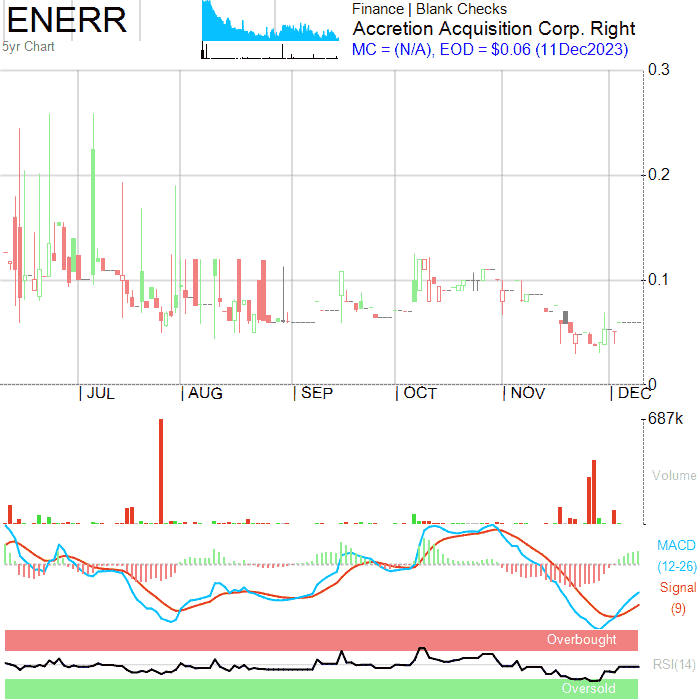 ENERR
5yr Chart
Finance | Blank Checks
Accretion Acquisition Corp. Right
MC = (N/A), EOD = $0.06 (11Dec2023)
0.3
0.2
0.1
0
| JUL | AUG | SEP | OCT | NOV | DEC
687k
Volume
MACD
(12-26)
Signal
(9)
Overbought
RSI(14)
Oversold